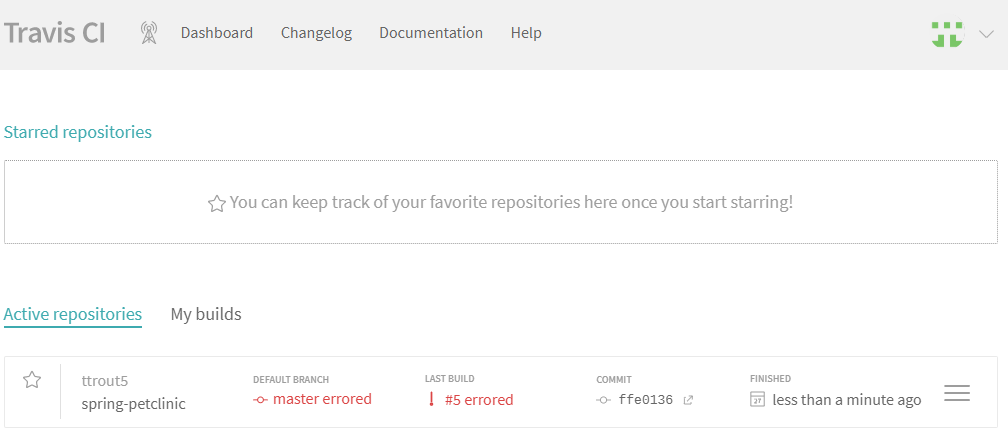 Travis CI Dashboard Changelog Documentation Help
Starred repositories
You can keep track of your favorite repositories here once you start starring!
Active repositories My builds
DEFAULT BRANCH LAST BUILD COMMIT FINISHED
ttrout5
spring-petclinic
master errored #5 errored ffe0136 27 less than a minute ago